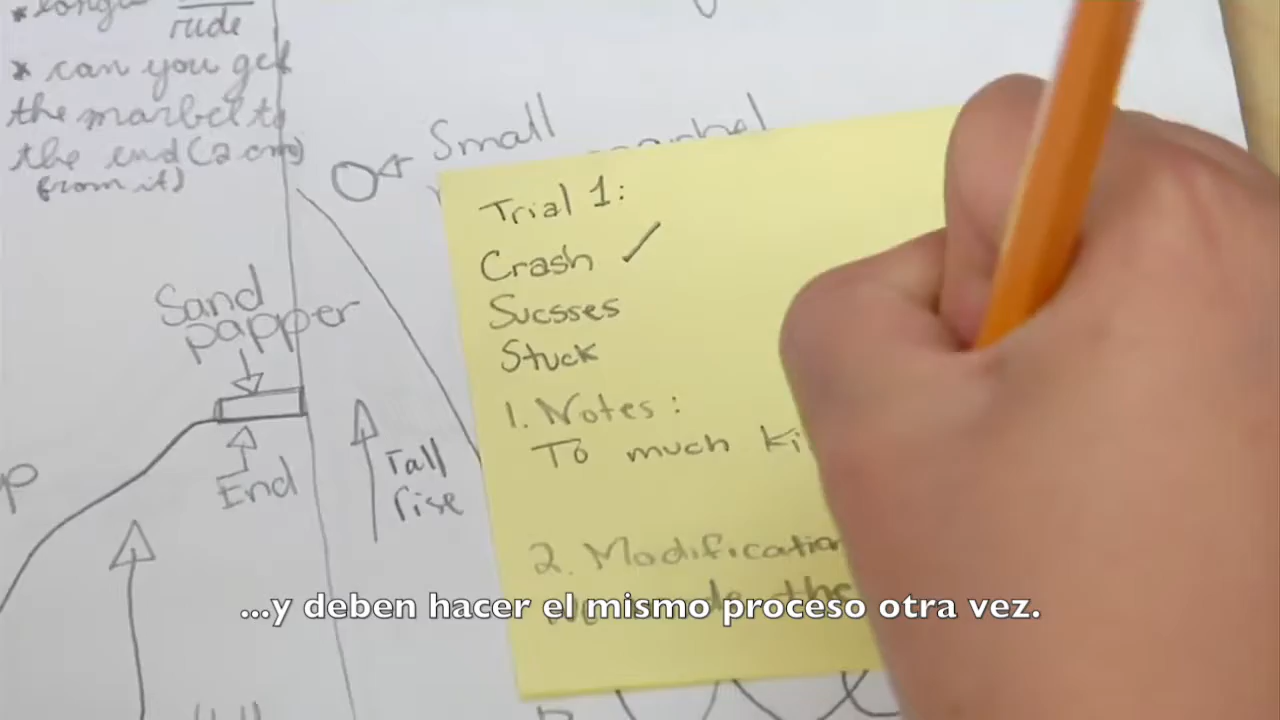 rude
* can you get
the marbel to
the end (2 cm)
from it)
Small
Sand
papper
End
Tall
rise
Trial 1:
Crash ✓
Sucsses
Stuck
1. Notes:
To much
2. Modification
the
...y deben hacer el mismo proceso otra vez.